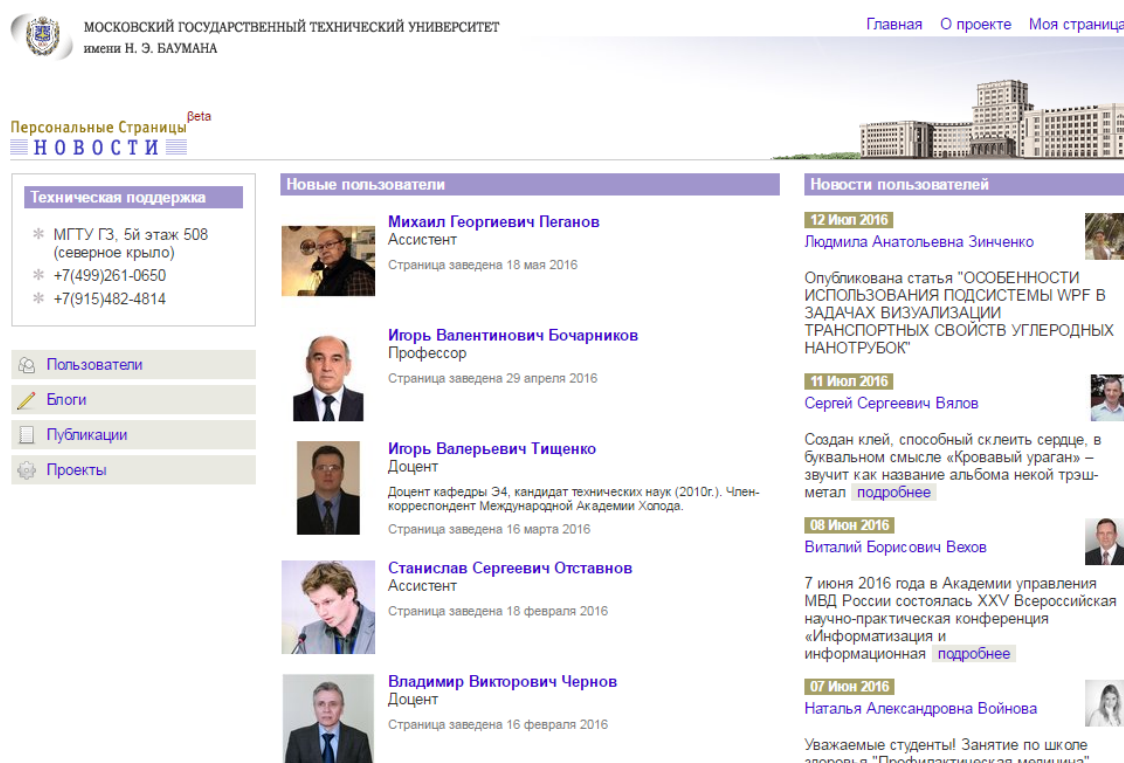 МОСКОВСКИЙ ГОСУДАРСТВЕННЫЙ ТЕХНИЧЕСКИЙ УНИВЕРСИТЕТ
имени Н. Э. БАУМАНА
Главная О проекте Моя страница
Персональные Страницы βeta
НОВОСТИ
Техническая поддержка
МГТУ ГЗ, 5й этаж 508
(северное крыло)
+7(499)261-0650
+7(915)482-4814
Пользователи
Блоги
Публикации
Проекты
Новые пользователи
Михаил Георгиевич Пеганов
Ассистент
Страница заведена 18 мая 2016
Игорь Валентинович Бочарников
Профессор
Страница заведена 29 апреля 2016
Игорь Валерьевич Тищенко
Доцент
Доцент кафедры Э4, кандидат технических наук (2010г.). Член-
корреспондент Международной Академии Холода.
Страница заведена 16 марта 2016
Станислав Сергеевич Отставнов
Ассистент
Страница заведена 18 февраля 2016
Владимир Викторович Чернов
Доцент
Страница заведена 16 февраля 2016
Новости пользователей
12 Июл 2016
Людмила Анатольевна Зинченко
Опубликована статья "ОСОБЕННОСТИ
ИСПОЛЬЗОВАНИЯ ПОДСИСТЕМЫ WPF В
ЗАДАЧАХ ВИЗУАЛИЗАЦИИ
ТРАНСПОРТНЫХ СВОЙСТВ УГЛЕРОДНЫХ
НАНОТРУБОК"
11 Июл 2016
Сергей Сергеевич Вялов
Создан клей, способный склеить сердце, в
буквальном смысле «Кровавый ураган» –
звучит как название альбома некой трэш-
метал подробнее
08 Июн 2016
Виталий Борисович Вехов
7 июня 2016 года в Академии управления
МВД России состоялась XXV Всероссийская
научно-практическая конференция
«Информатизация и
информационная подробнее
07 Июн 2016
Наталья Александровна Войнова
Уважаемые студенты! Занятие по школе
здоровья "Профилактическая медицина"